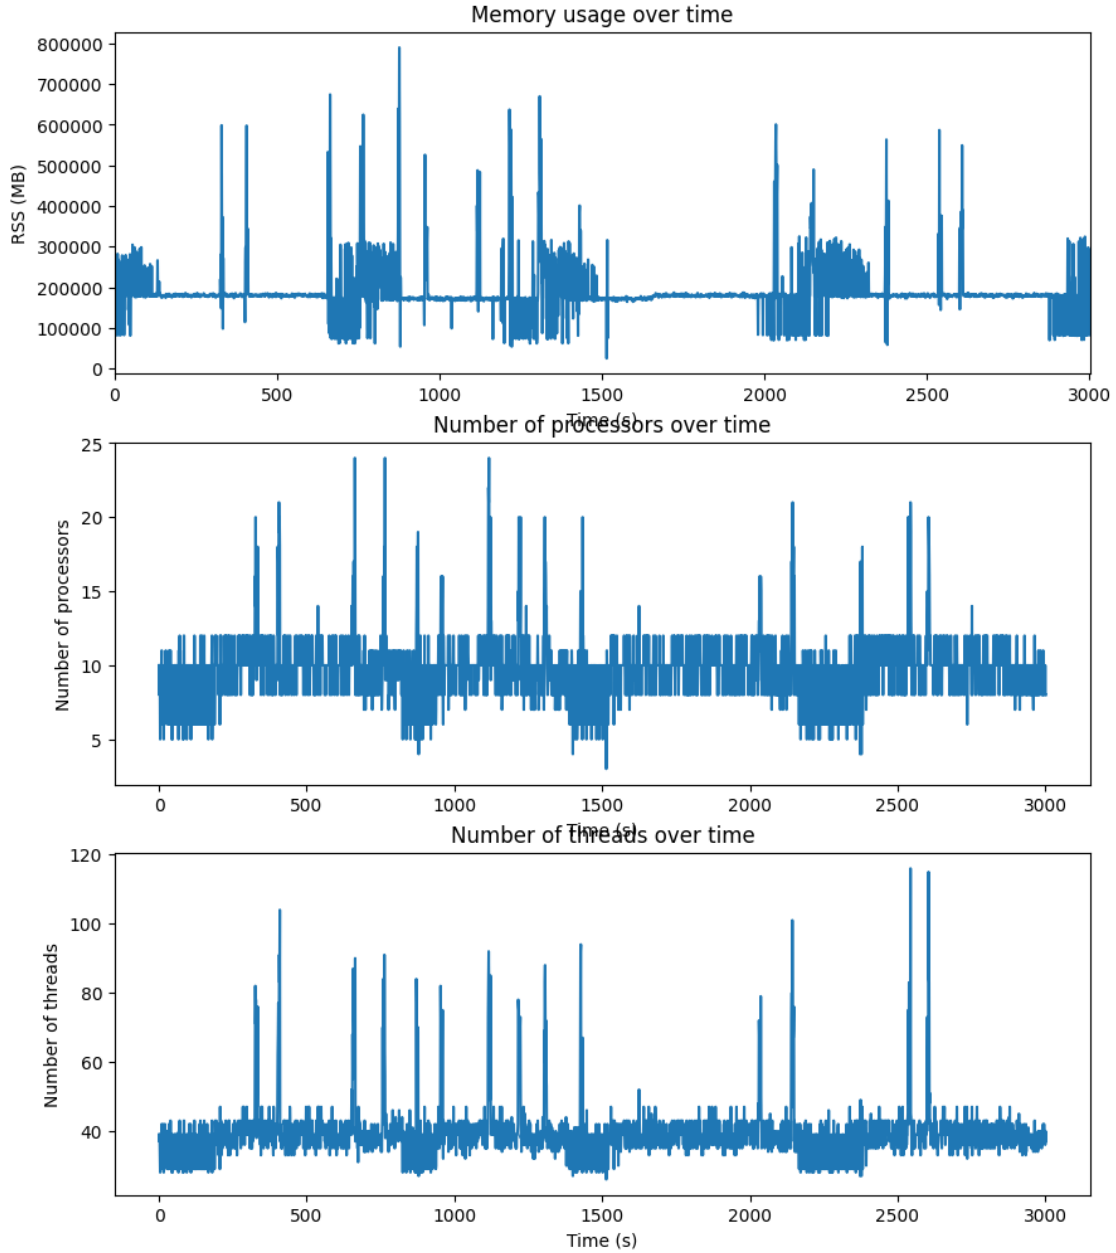 Memory usage over time
800000
700000
600000
500000
400000
300000
200000
100000
0
RSS (MB)
0 500 1000 1500 2000 2500 3000
Time (s)
Number of processors over time
25
20
15
10
5
Number of processors
0 500 1000 1500 2000 2500 3000
Time (s)
Number of threads over time
120
100
80
60
40
Number of threads
0 500 1000 1500 2000 2500 3000
Time (s)